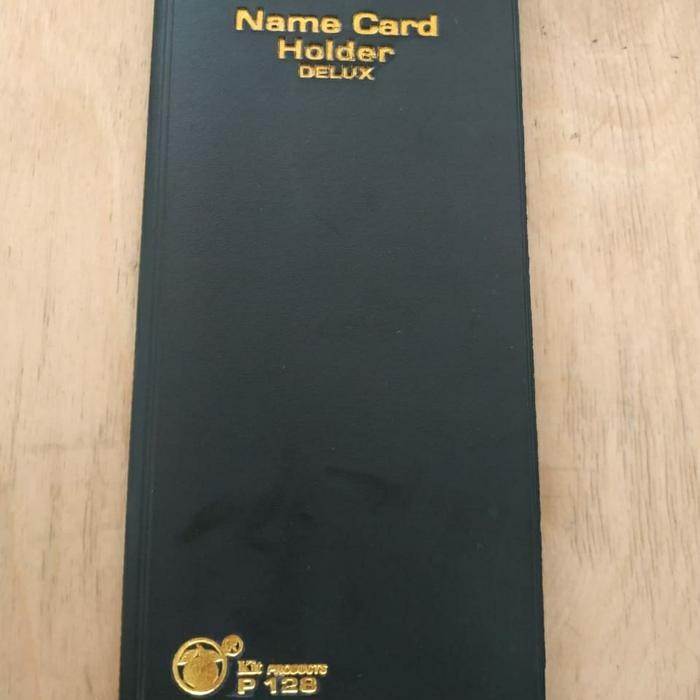 Name Card
Holder
DELUX
R
Kit PRODUCTS
P 128